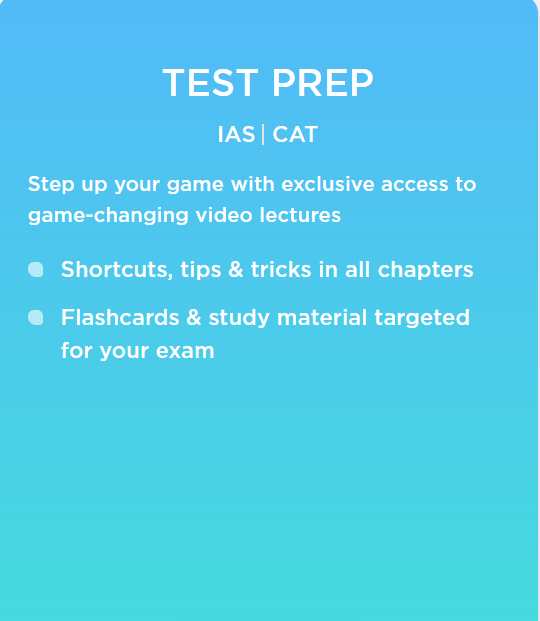 TEST PREP
IAS | CAT
Step up your game with exclusive access to
game-changing video lectures
Shortcuts, tips & tricks in all chapters
Flashcards & study material targeted
for your exam